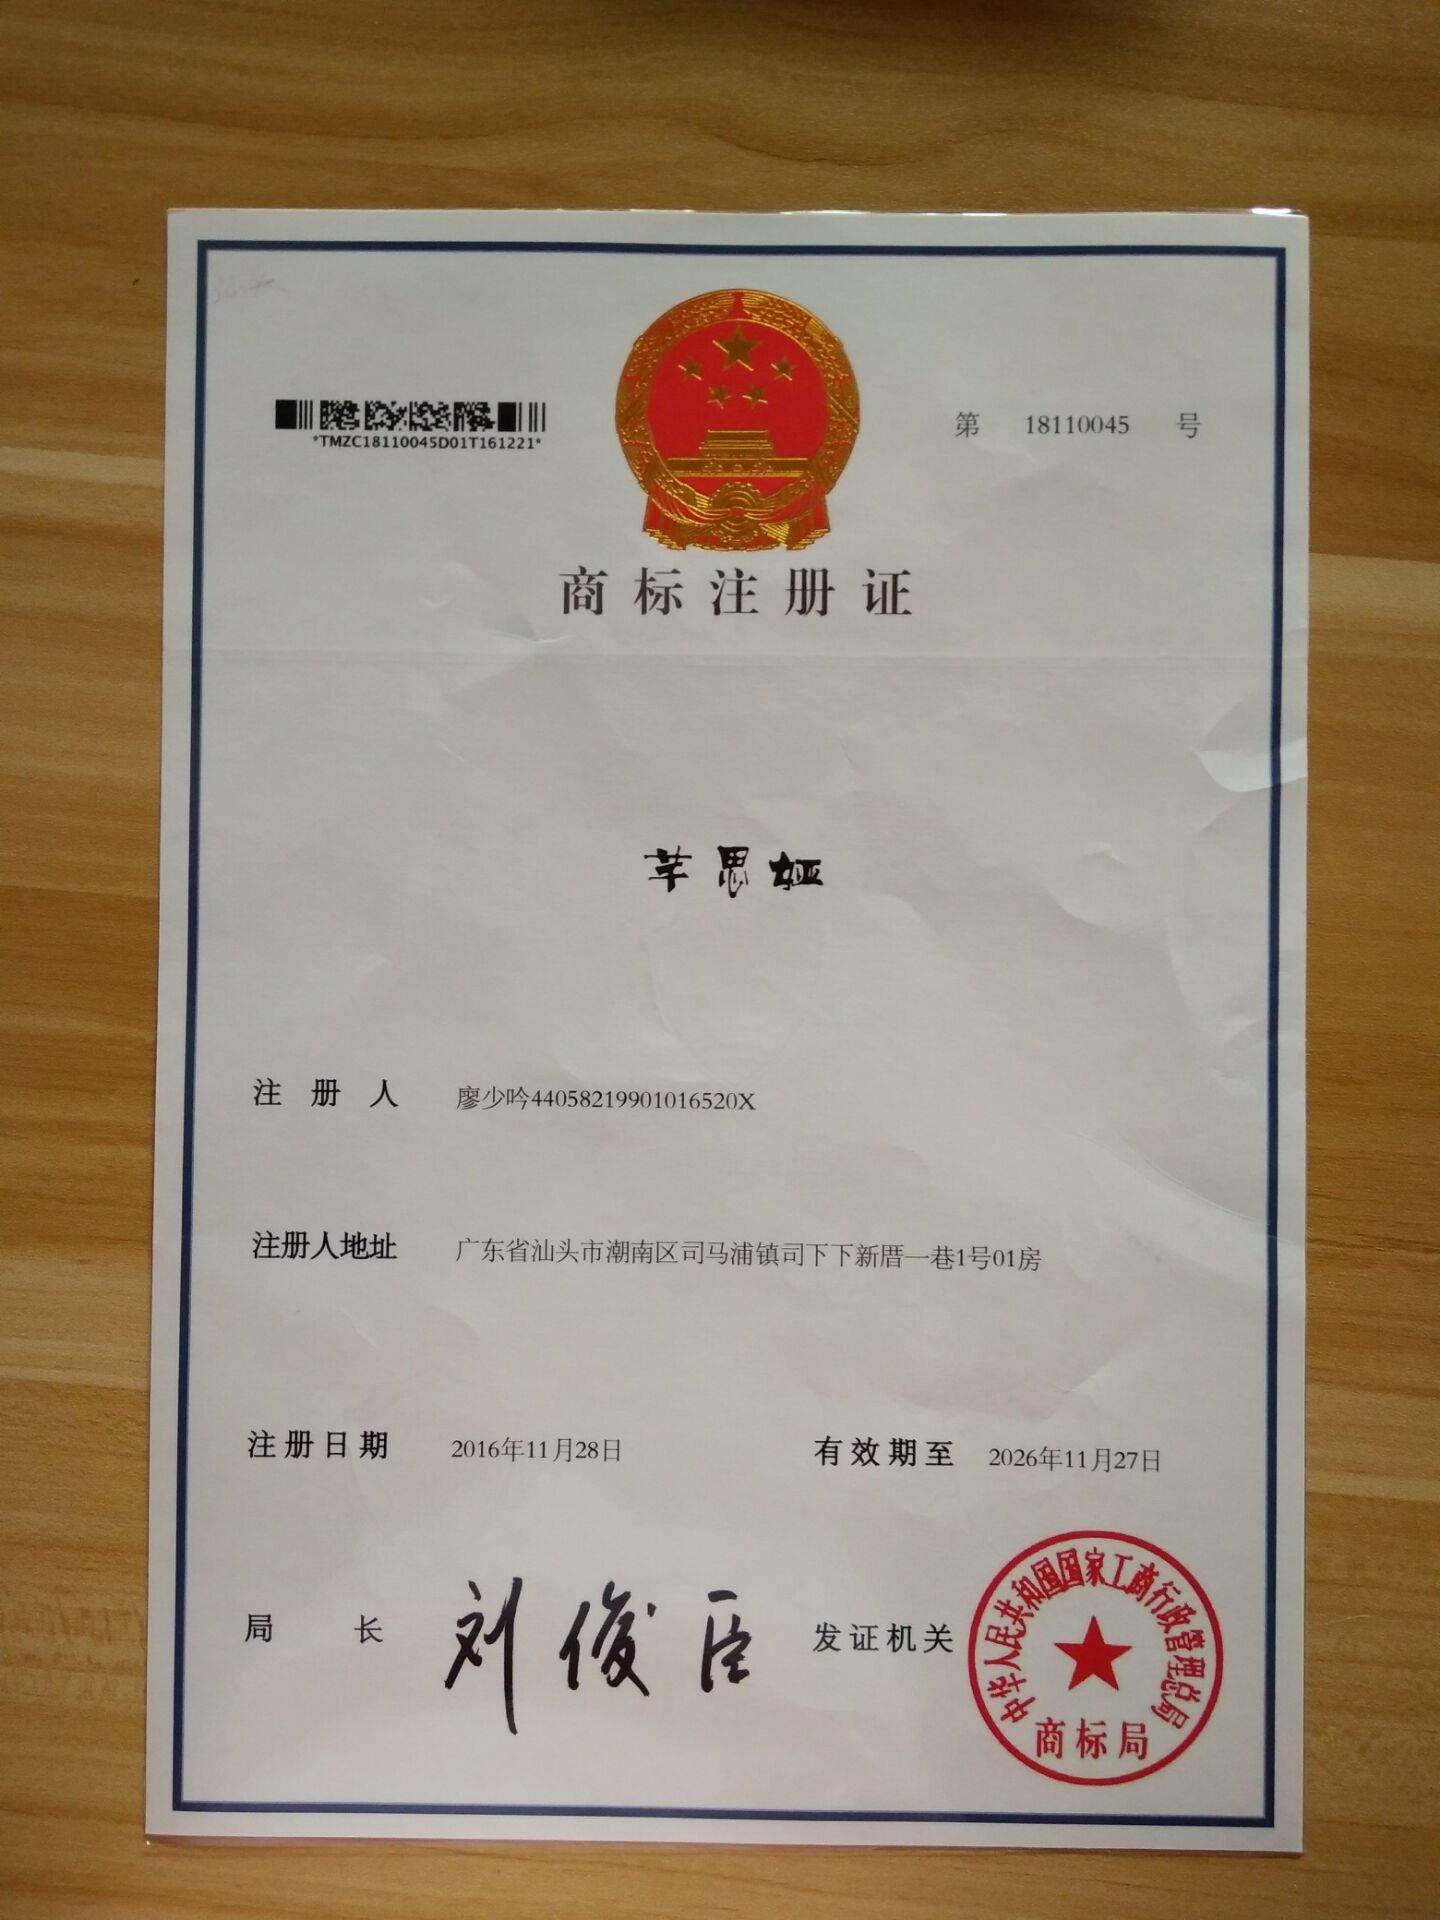 *TMZC18110045D01T161221*
第 18110045 号
商标注册证
芊思娅
注册人 廖少吟44058219901016520X
注册人地址 广东省汕头市潮南区司马浦镇司下下新厝一巷1号01房
注册日期 2016年11月28日 有效期至 2026年11月27日
局长 刘俊臣 发证机关
中华人民共和国国家工商行政管理总局
商标局